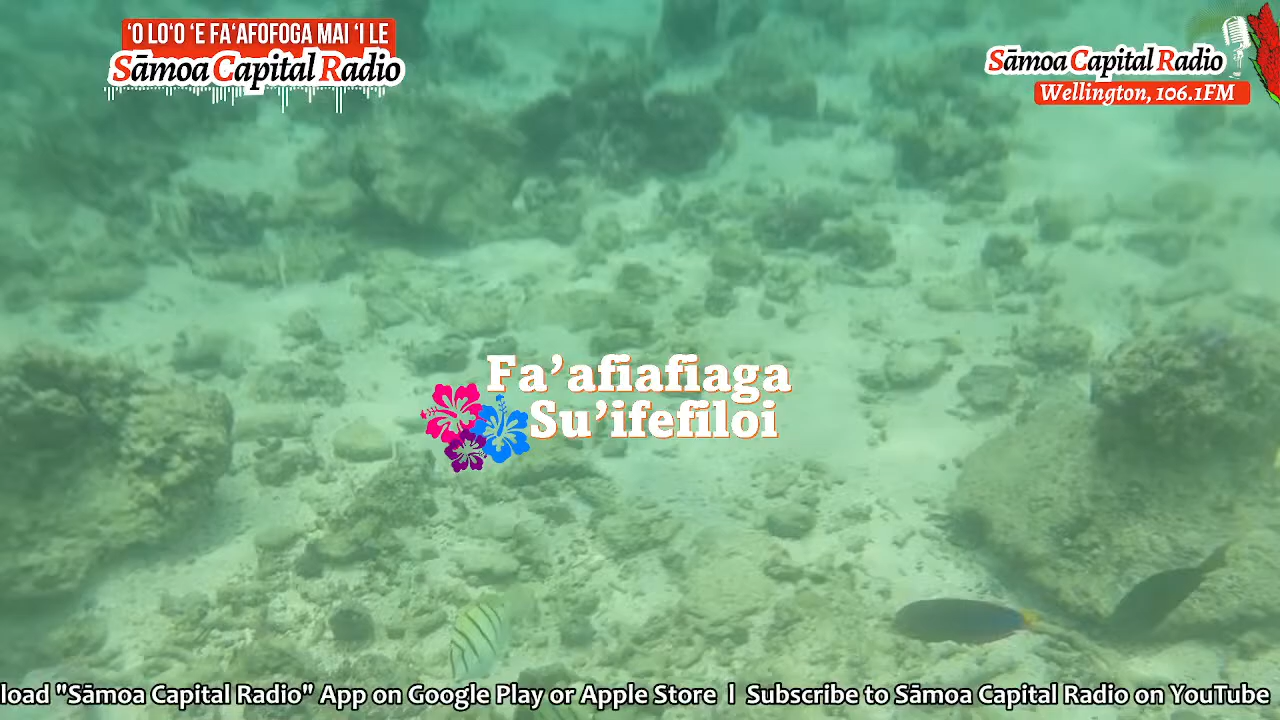 ‘O LO‘O ‘E FA‘AFOFOGA MAI ‘I LE
Sāmoa Capital Radio
Sāmoa Capital Radio
Wellington, 106.1FM
Fa’afiafiaga
Su’ifefiloi
load "Sāmoa Capital Radio" App on Google Play or Apple Store l Subscribe to Sāmoa Capital Radio on YouTube